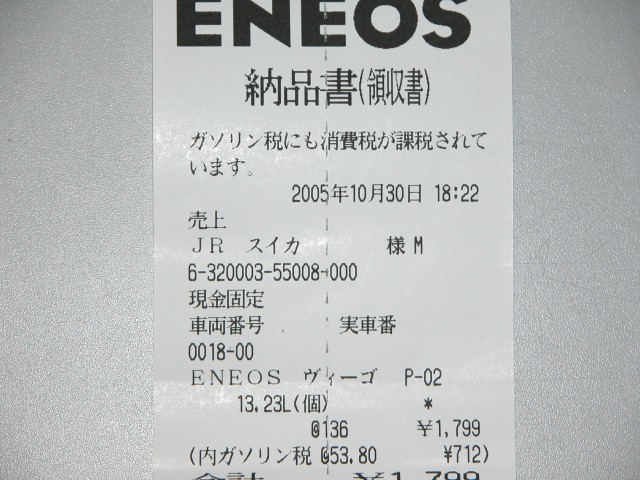 ENEOS
納品書(領収書)
ガソリン税にも消費税が課税されて
います。
2005年10月30日 18:22
売上
JR スイカ 様 M
6-320003-55008-000
現金固定
車両番号 実車番
0018-00
ENEOS ヴィーゴ P-02
13.23L(個) *
@136 ¥1,799
(内ガソリン税 @53.80 ¥712)
合計 ¥1,799